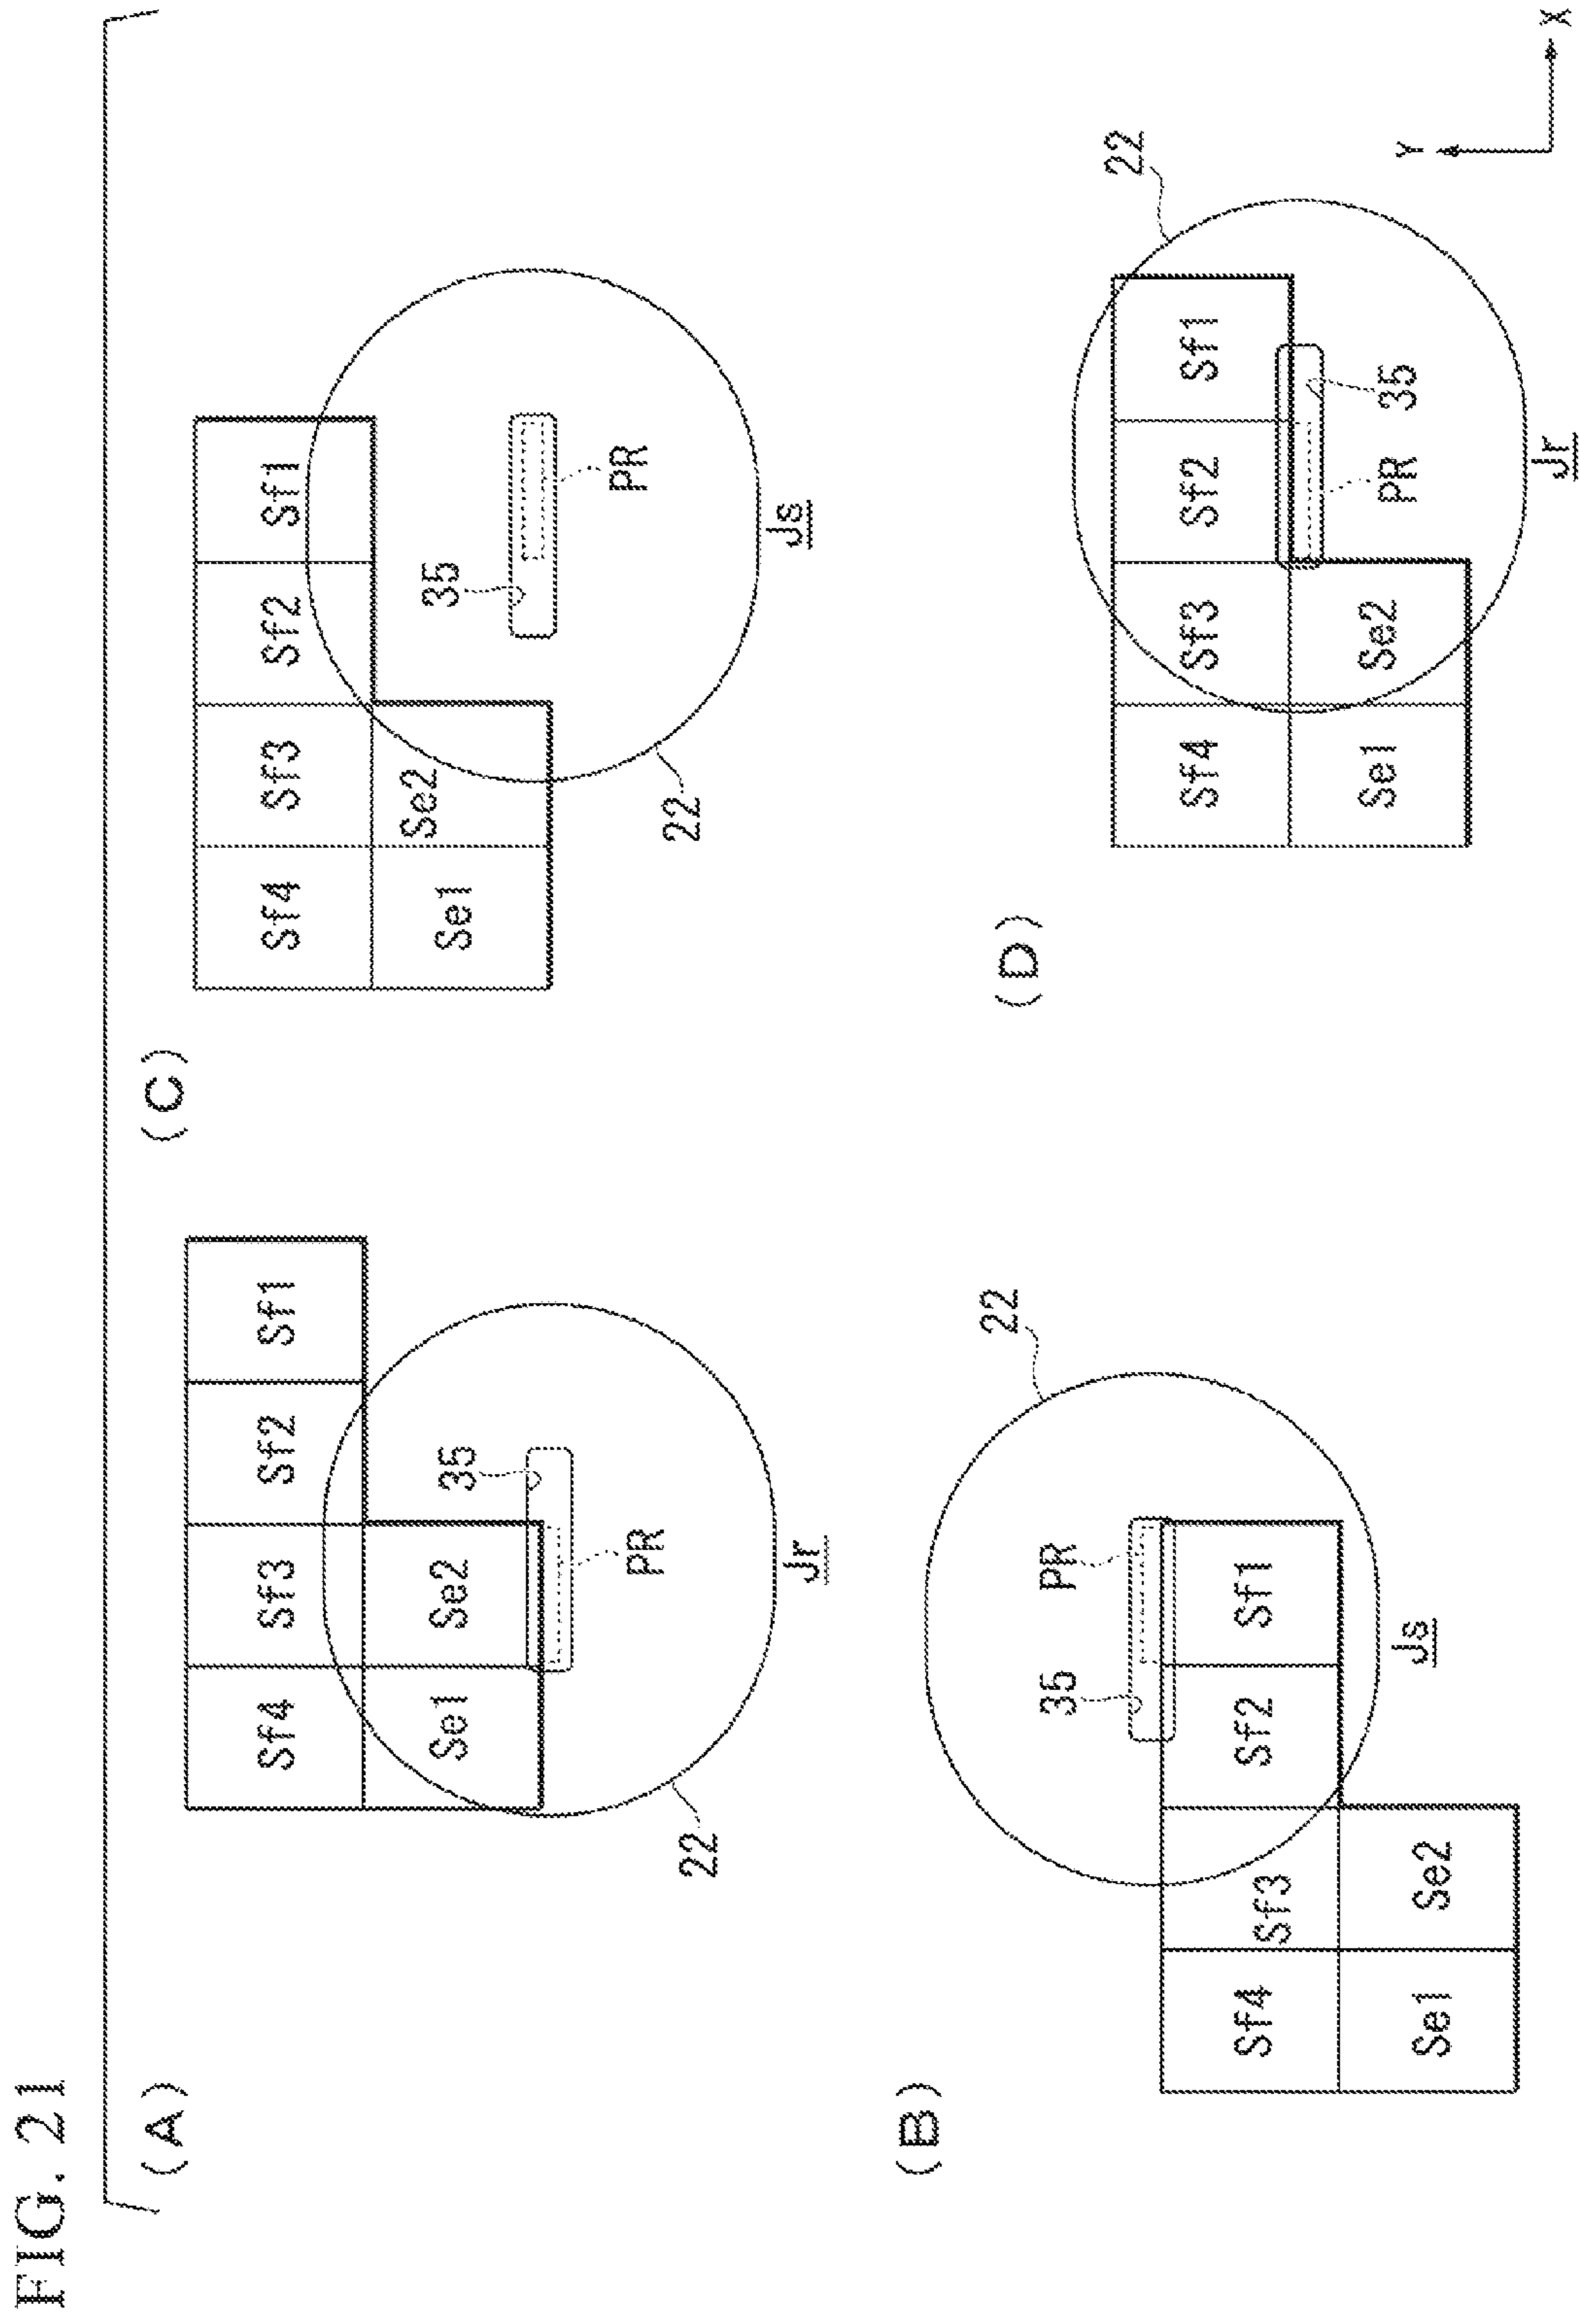 FIG. 21
(A)
Sf4 Sf3 Sf2 Sf1
Se1 Se2 35
PR
22
Jr
(B)
22
PR
35
Sf4 Sf3 Sf2 Sf1
Se1 Se2
Js
(C)
Sf4 Sf3 Sf2 Sf1
Se1 Se2 35
PR
22
Js
(D)
22
Sf4 Sf3 Sf2 Sf1
Se1 Se2 PR 35
Jr
Y
X